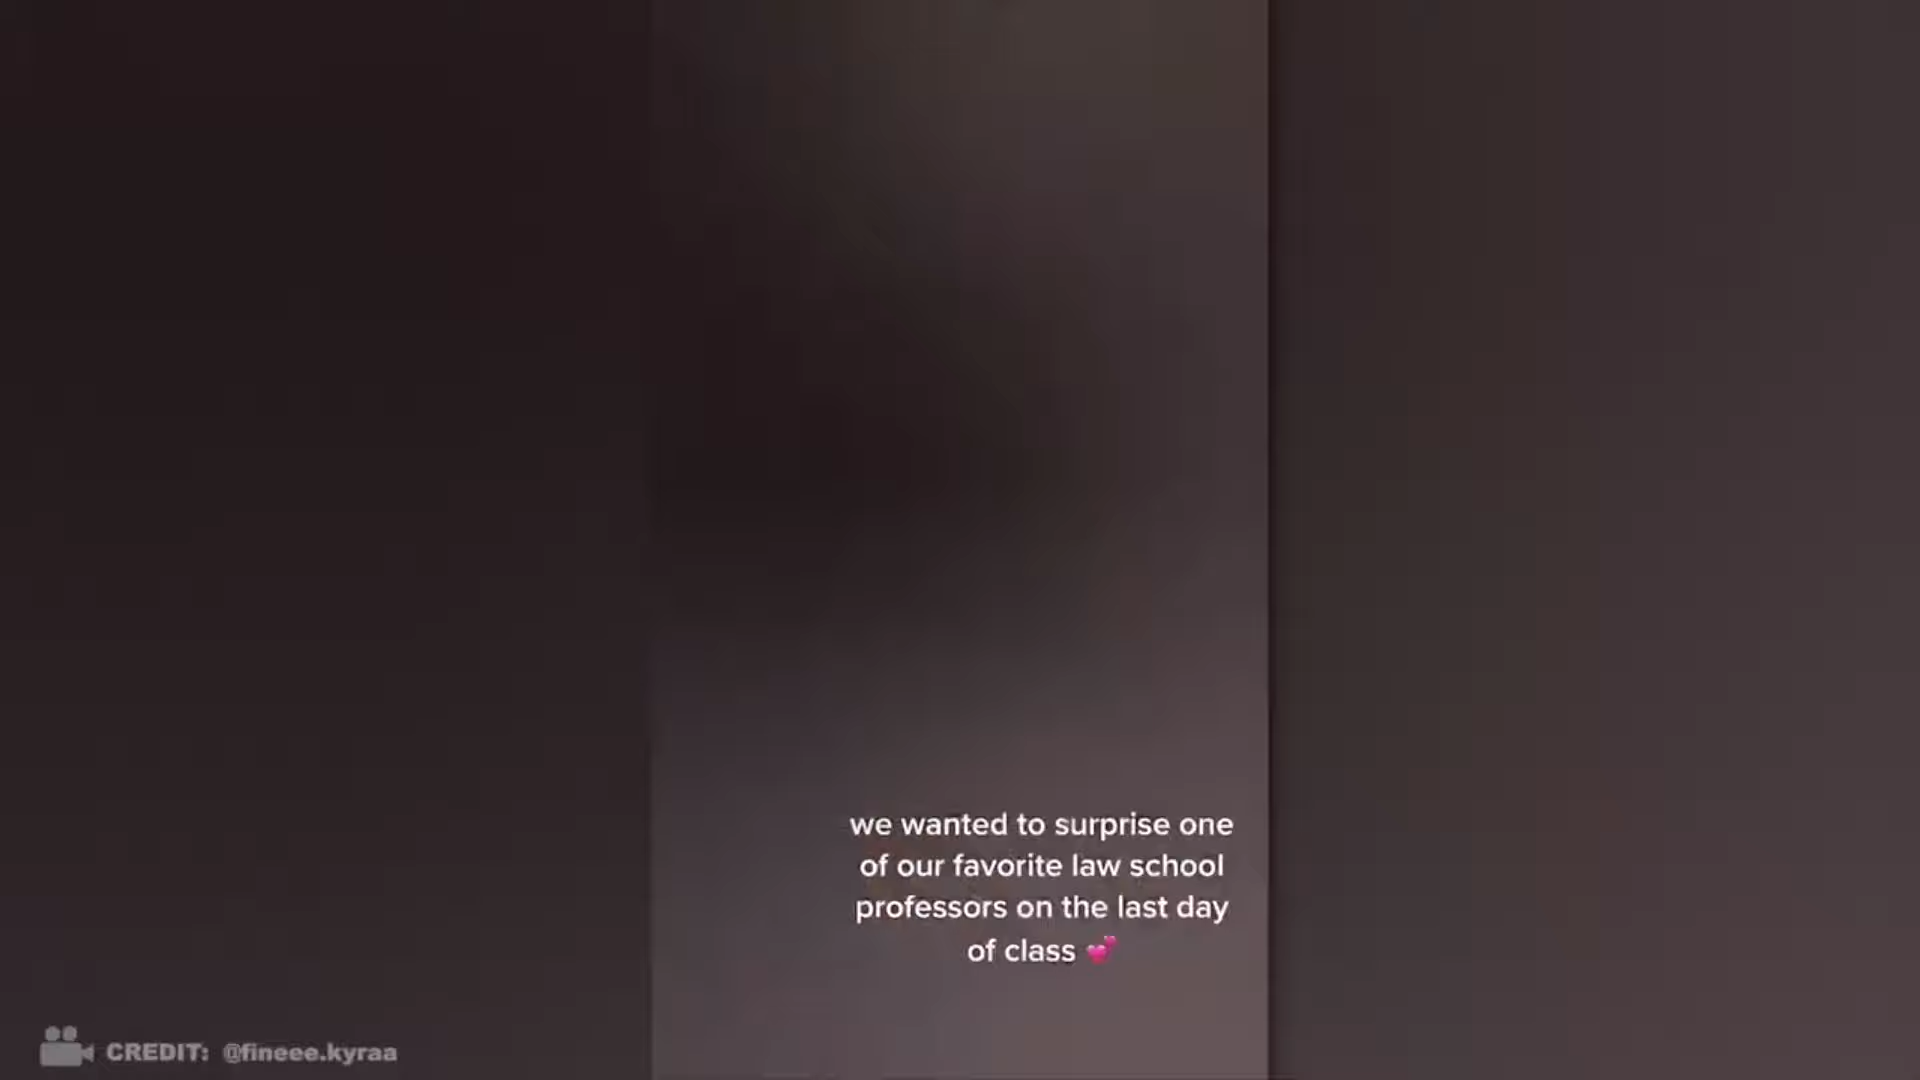 we wanted to surprise one
of our favorite law school
professors on the last day
of class 💕
CREDIT: @fineee.kyraa